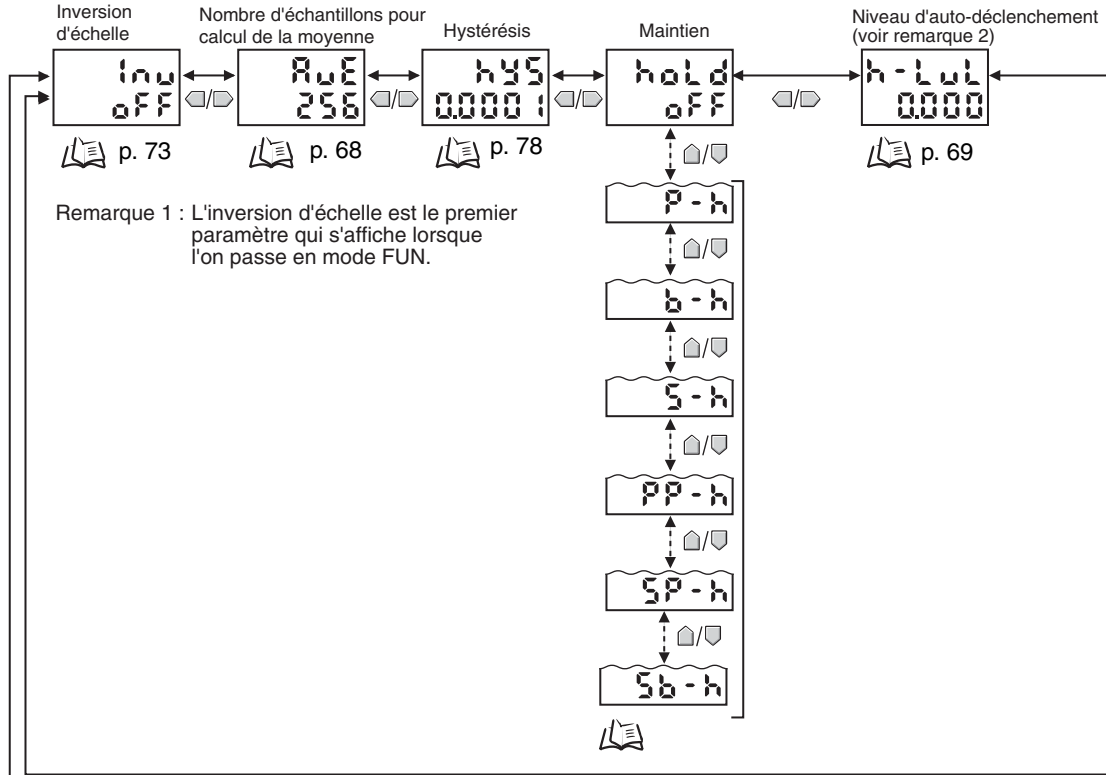 Inversion
d'échelle
Nombre d'échantillons pour
calcul de la moyenne
Hystérésis
Maintien
Niveau d'auto-déclenchement
(voir remarque 2)
Inv
oFF
AvE
256
hYS
0.0001
hoLd
oFF
h-LvL
0.000
/
/
/
/
p. 73
p. 68
p. 78
p. 69
/
P-h
/
b-h
/
S-h
/
PP-h
/
SP-h
/
Sb-h
Remarque 1 : L'inversion d'échelle est le premier
paramètre qui s'affiche lorsque
l'on passe en mode FUN.